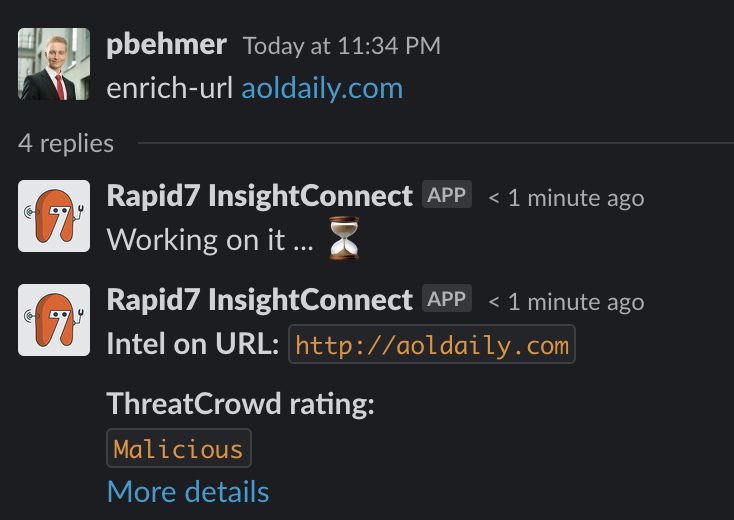 pbehmer Today at 11:34 PM
enrich-url aoldaily.com
4 replies
Rapid7 InsightConnect APP < 1 minute ago
Working on it ...
Rapid7 InsightConnect APP < 1 minute ago
Intel on URL: http://aoldaily.com
ThreatCrowd rating:
Malicious
More details